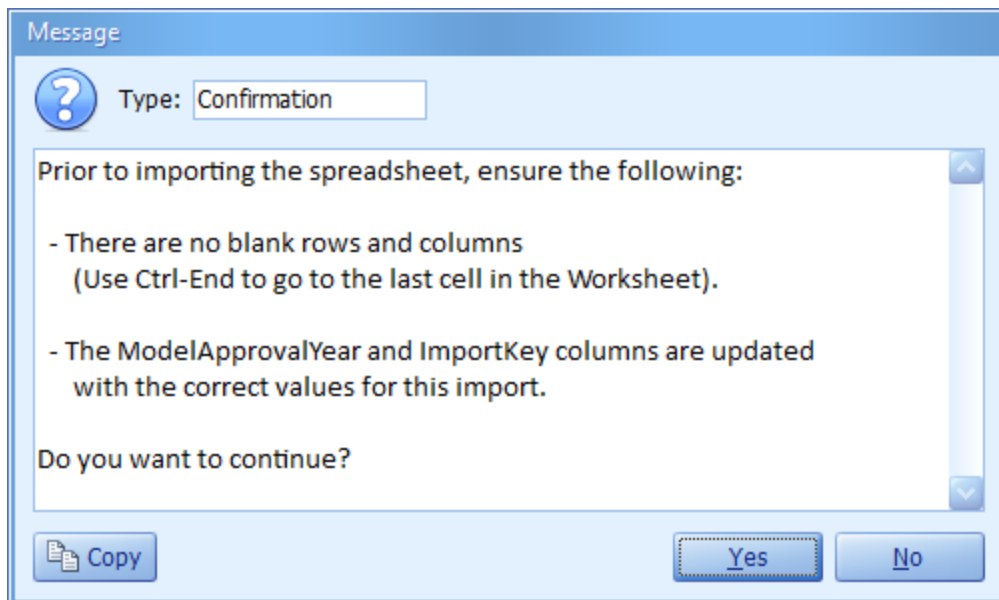 Message
Type: Confirmation
Prior to importing the spreadsheet, ensure the following:
- There are no blank rows and columns
(Use Ctrl-End to go to the last cell in the Worksheet).
- The ModelApprovalYear and ImportKey columns are updated
with the correct values for this import.
Do you want to continue?
Copy Yes No